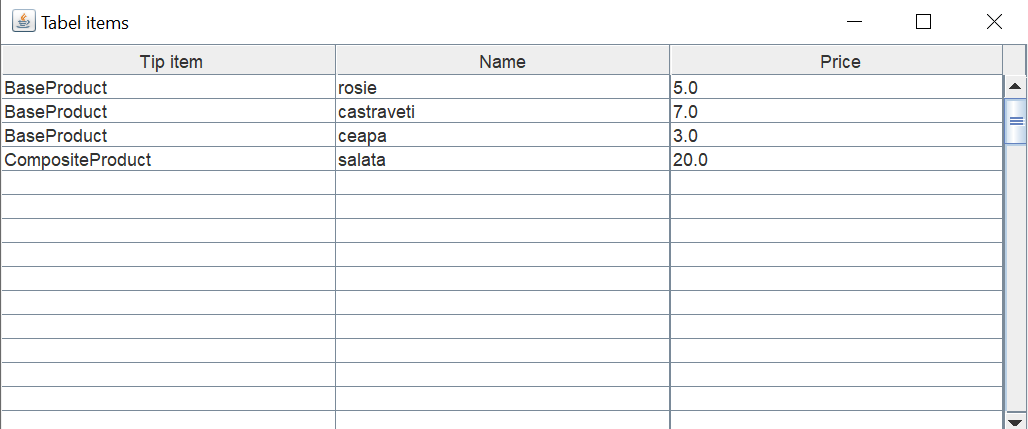 Tabel items
Tip item Name Price
BaseProduct rosie 5.0
BaseProduct castraveti 7.0
BaseProduct ceapa 3.0
CompositeProduct salata 20.0